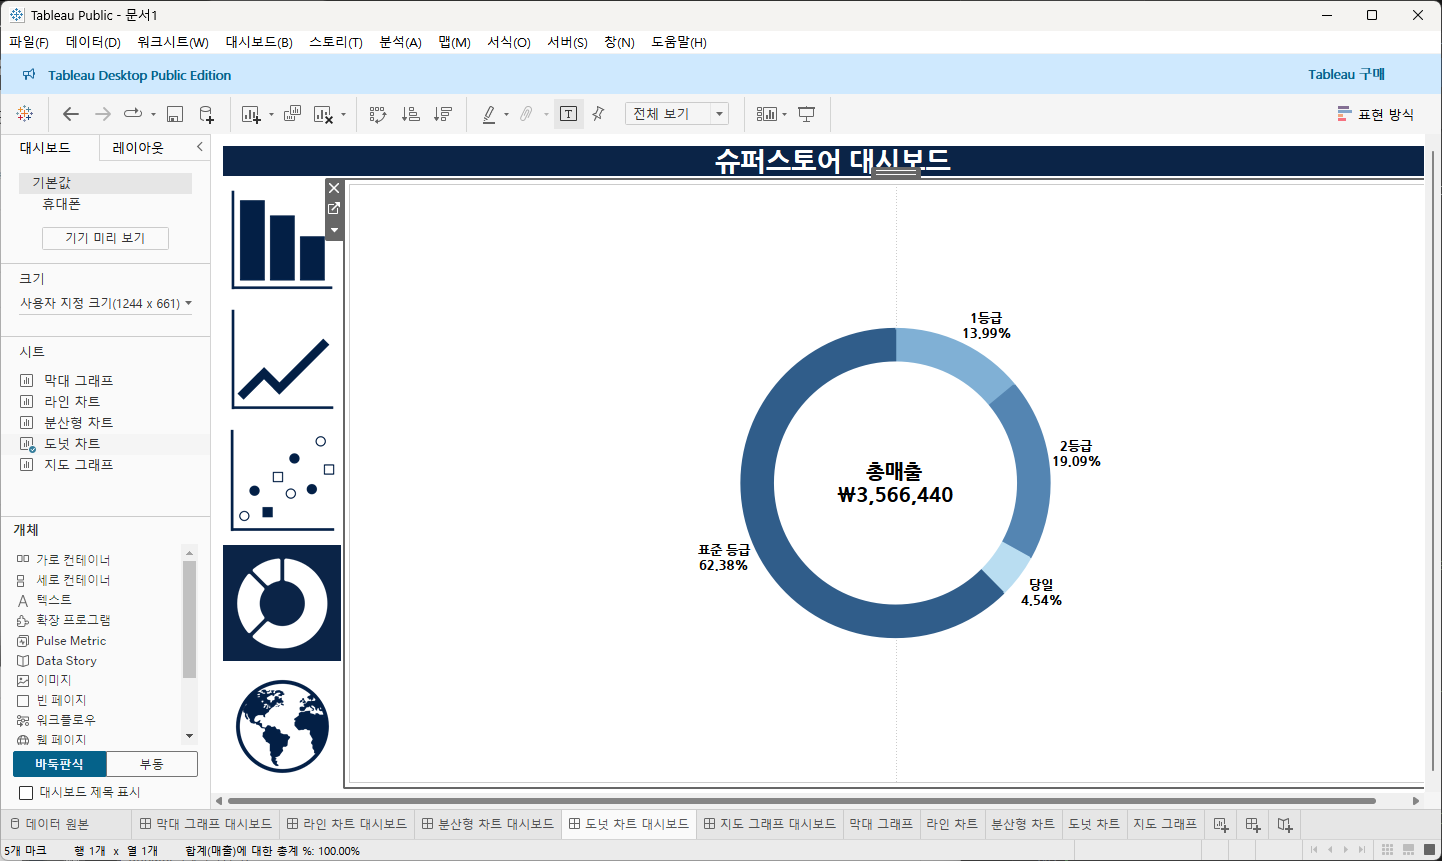 Tableau Public - 문서1
파일(F) 데이터(D) 워크시트(W) 대시보드(B) 스토리(T) 분석(A) 맵(M) 서식(O) 서버(S) 창(N) 도움말(H)
Tableau Desktop Public Edition Tableau 구매
T 전체 보기 표현 방식
대시보드 레이아웃
기본값
휴대폰
기기 미리 보기
크기
사용자 지정 크기(1244 x 661)
시트
막대 그래프
라인 차트
분산형 차트
도넛 차트
지도 그래프
개체
가로 컨테이너
세로 컨테이너
텍스트
확장 프로그램
Pulse Metric
Data Story
이미지
빈 페이지
워크플로우
웹 페이지
바둑판식 부동
대시보드 제목 표시
슈퍼스토어 대시보드
1등급
13.99%
2등급
19.09%
총매출
₩3,566,440
표준 등급
62.38%
당일
4.54%
데이터 원본 막대 그래프 대시보드 라인 차트 대시보드 분산형 차트 대시보드 도넛 차트 대시보드 지도 그래프 대시보드 막대 그래프 라인 차트 분산형 차트 도넛 차트 지도 그래프
5개 마크 행 1개 x 열 1개 합계(매출)에 대한 총계 %: 100.00%